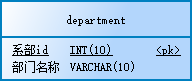 department
系部id INT(10) <pk>
部门名称 VARCHAR(10)